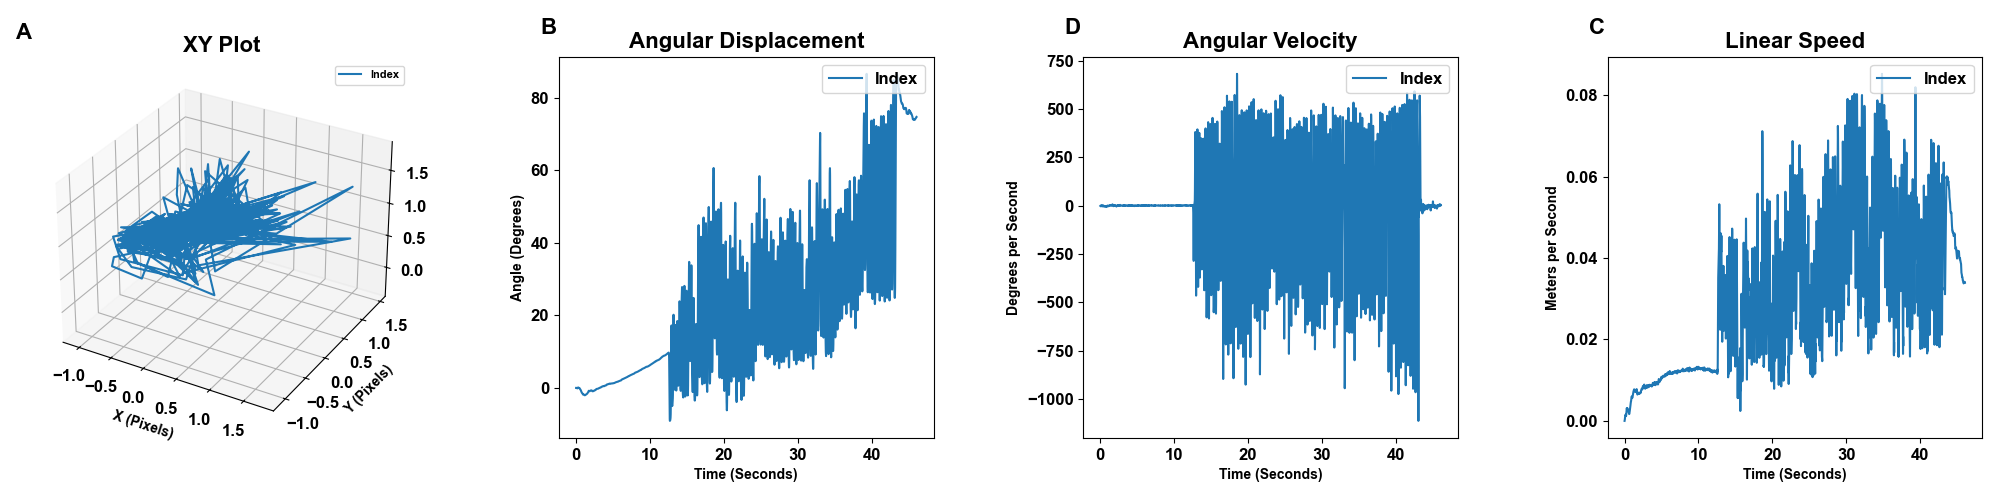 A
XY Plot
Index
1.5
1.0
0.5
0.0
−1.0
−0.5
0.0
0.5
1.0
1.5
X (Pixels)
−1.0
−0.5
0.0
0.5
1.0
1.5
Y (Pixels)
B
Angular Displacement
Index
80
60
40
20
0
Angle (Degrees)
0 10 20 30 40
Time (Seconds)
D
Angular Velocity
Index
750
500
250
0
−250
−500
−750
−1000
Degrees per Second
0 10 20 30 40
Time (Seconds)
C
Linear Speed
Index
0.08
0.06
0.04
0.02
0.00
Meters per Second
0 10 20 30 40
Time (Seconds)